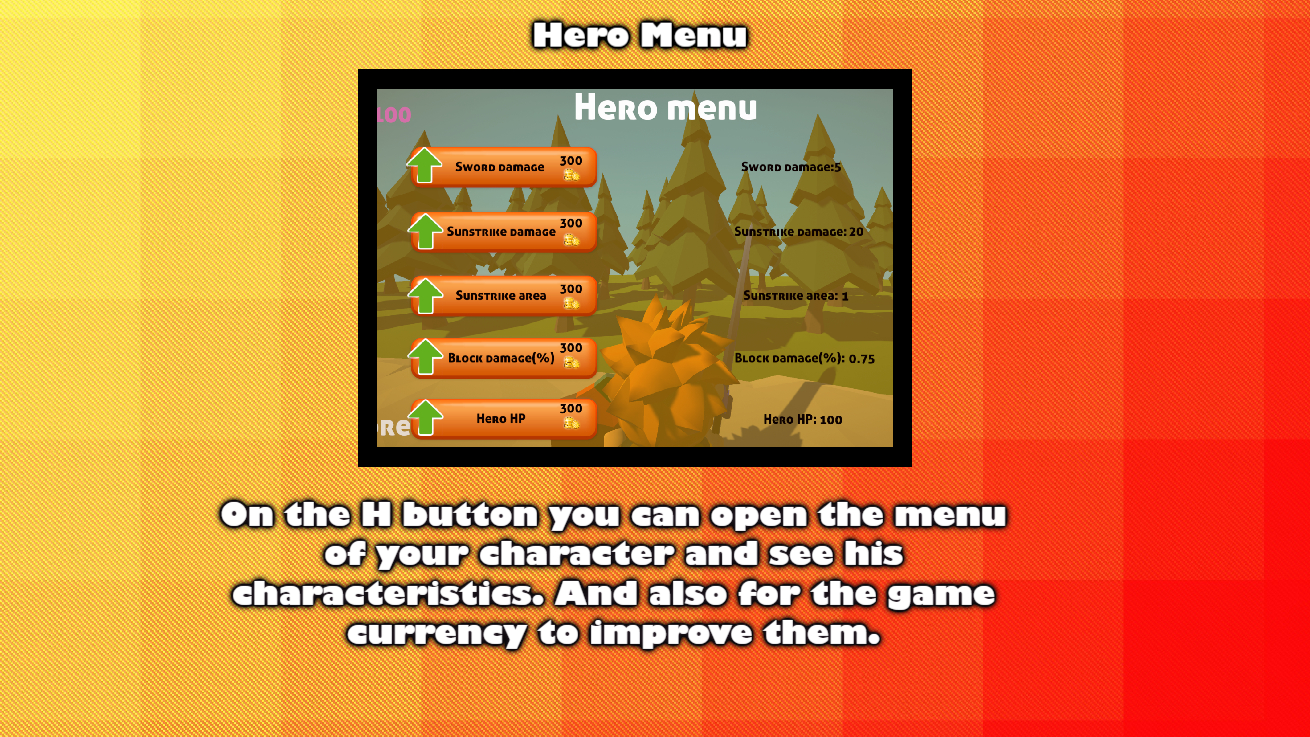 Hero Menu
Hero menu
100
Sword damage 300
Sword damage:5
Sunstrike damage 300
Sunstrike damage: 20
Sunstrike area 300
Sunstrike area: 1
Block damage(%) 300
Block damage(%): 0.75
Hero HP 300
Hero HP: 100
ore
On the H button you can open the menu
of your character and see his
characteristics. And also for the game
currency to improve them.